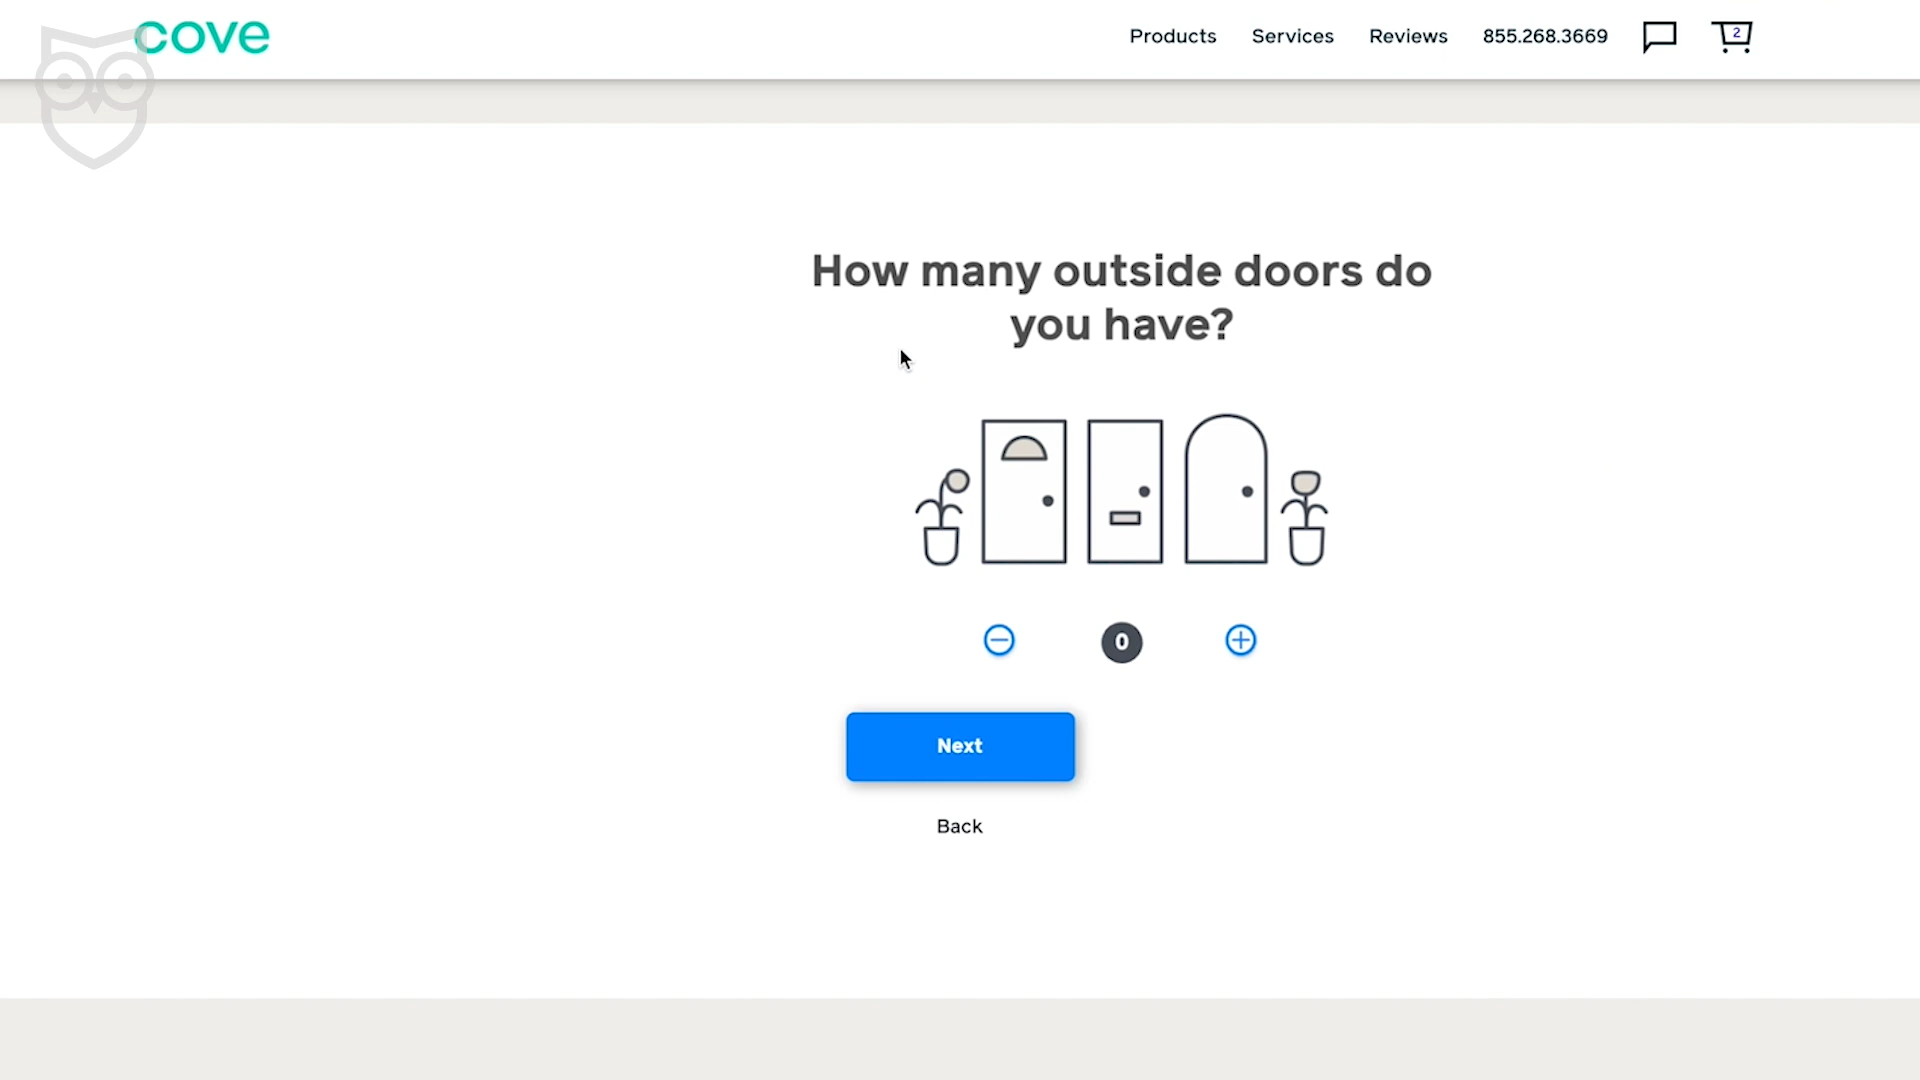 cove
Products
Services
Reviews
855.268.3669
2
How many outside doors do
you have?
0
Next
Back